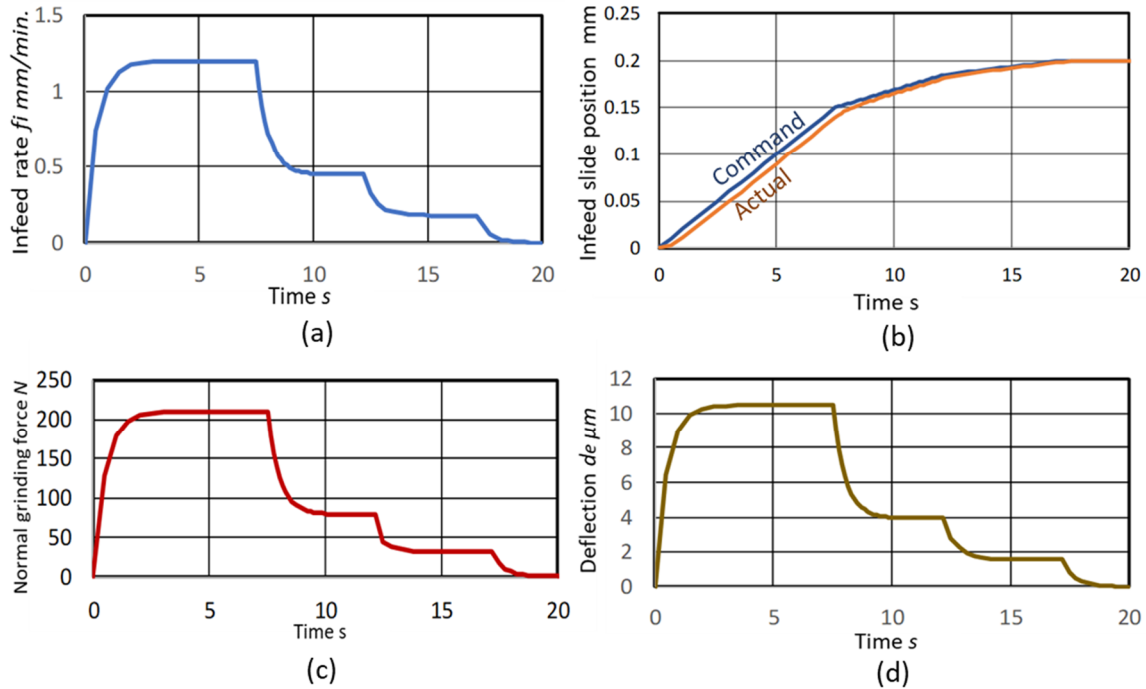 Infeed rate fi mm/min.
1.5
1
0.5
0
0 5 10 15 20
Time s
(a)
Infeed slide position mm
0.25
0.2
0.15
0.1
0.05
0
Command
Actual
0 5 10 15 20
Time s
(b)
Normal grinding force N
250
200
150
100
50
0
0 5 10 15 20
Time s
(c)
Deflection de μm
12
10
8
6
4
2
0
0 5 10 15 20
Time s
(d)